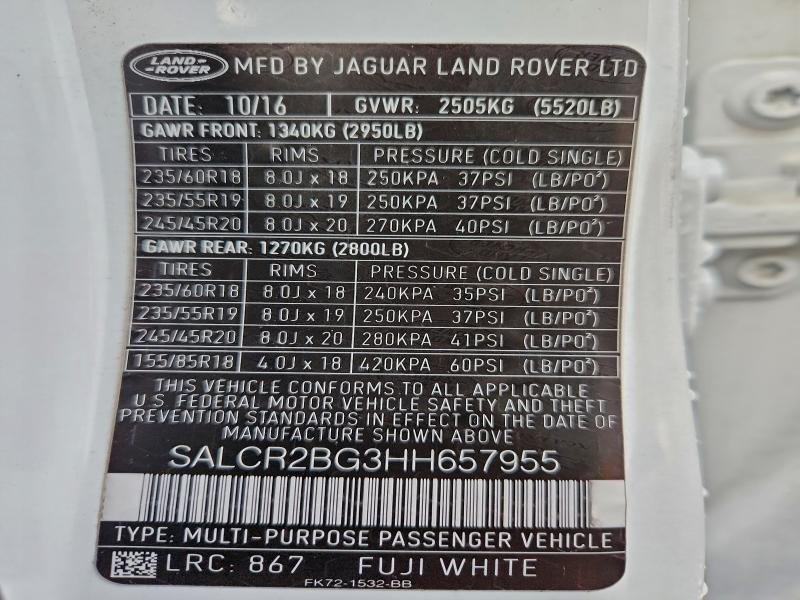 LAND ROVER MFD BY JAGUAR LAND ROVER LTD
DATE: 10/16 GVWR: 2505KG (5520LB)
GAWR FRONT: 1340KG (2950LB)
TIRES RIMS PRESSURE (COLD SINGLE)
235/60R18 8.0J x 18 250KPA 37PSI (LB/PO²)
235/55R19 8.0J x 19 250KPA 37PSI (LB/PO²)
245/45R20 8.0J x 20 270KPA 40PSI (LB/PO²)
GAWR REAR: 1270KG (2800LB)
TIRES RIMS PRESSURE (COLD SINGLE)
235/60R18 8.0J x 18 240KPA 35PSI (LB/PO²)
235/55R19 8.0J x 19 250KPA 37PSI (LB/PO²)
245/45R20 8.0J x 20 280KPA 41PSI (LB/PO²)
155/85R18 4.0J x 18 420KPA 60PSI (LB/PO²)
THIS VEHICLE CONFORMS TO ALL APPLICABLE
U.S FEDERAL MOTOR VEHICLE SAFETY AND THEFT
PREVENTION STANDARDS IN EFFECT ON THE DATE OF
MANUFACTURE SHOWN ABOVE
SALCR2BG3HH657955
TYPE: MULTI-PURPOSE PASSENGER VEHICLE
LRC: 867 FUJI WHITE
FK72-1532-BB